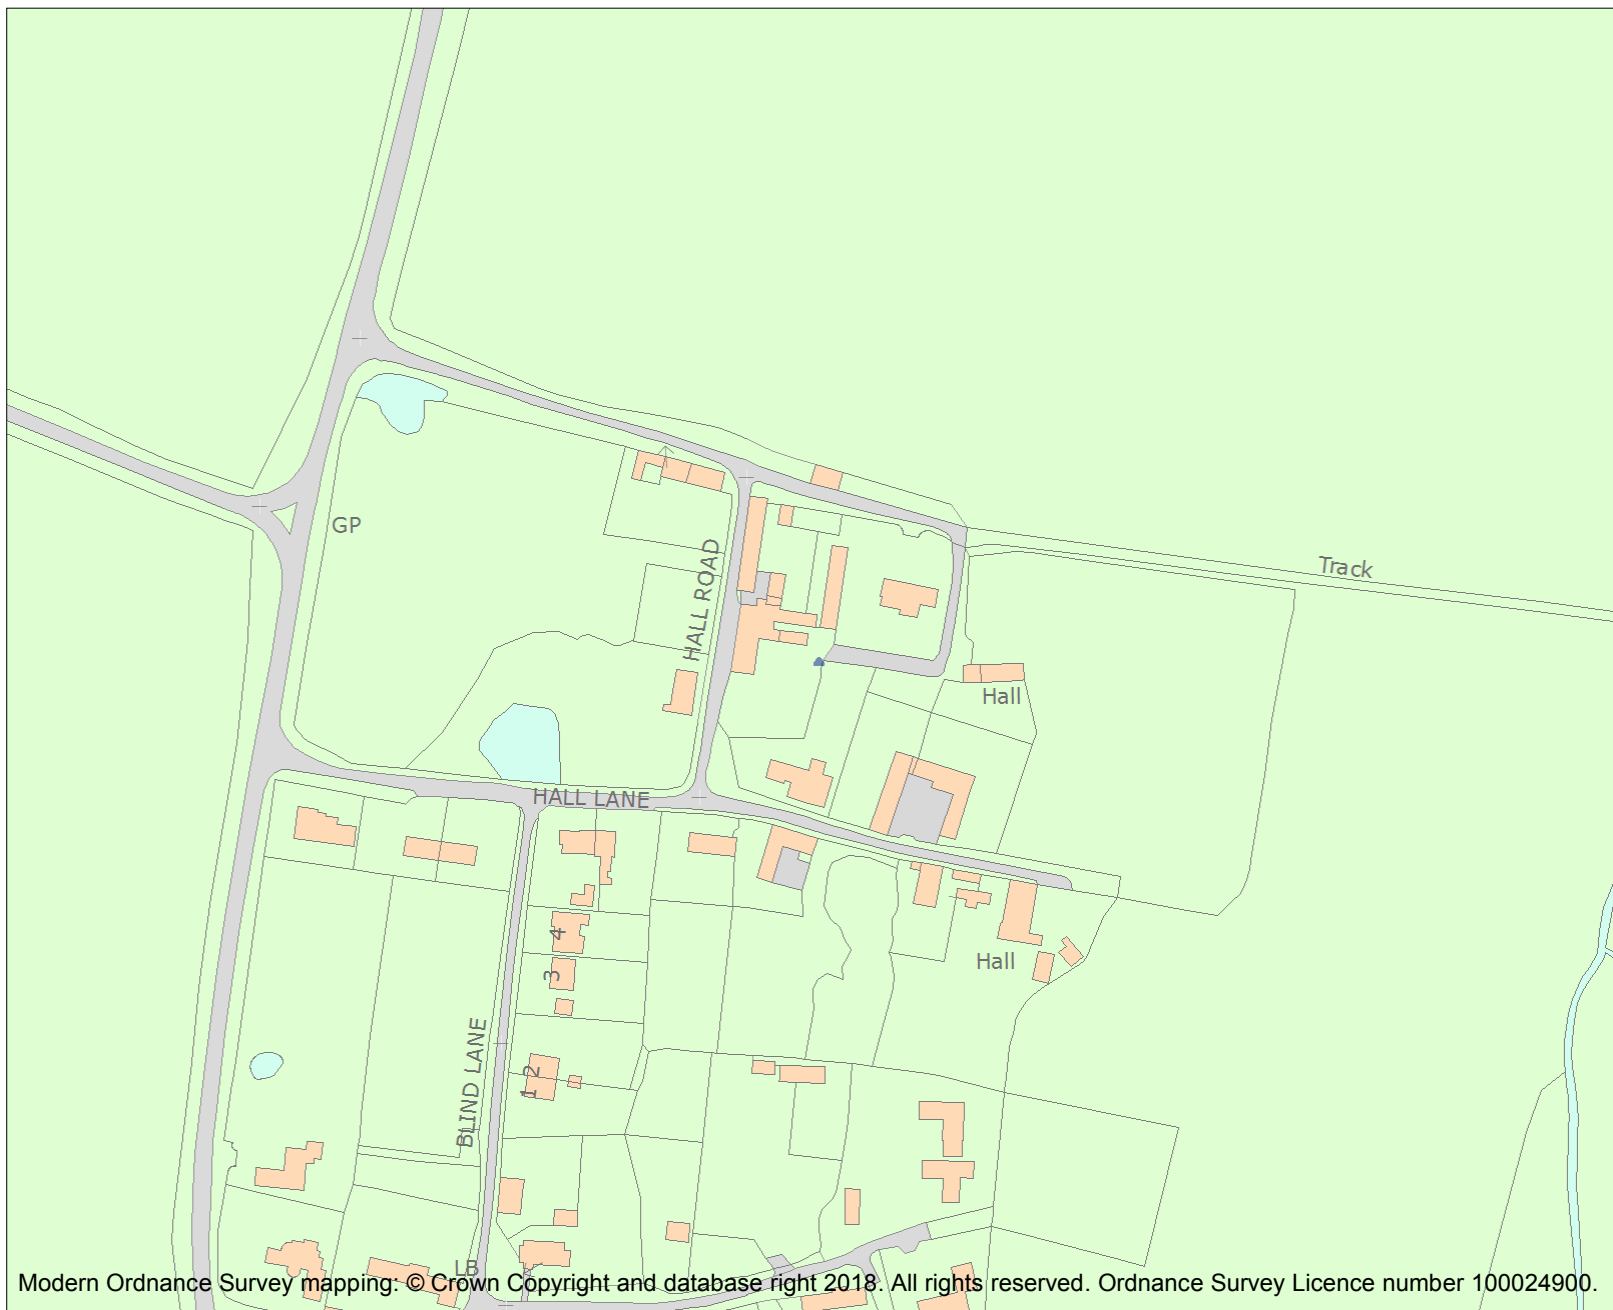 GP
Track
HALL ROAD
Hall
HALL LANE
4
3
Hall
2
1
BLIND LANE
LB
Modern Ordnance Survey mapping: © Crown Copyright and database right 2018. All rights reserved. Ordnance Survey Licence number 100024900.